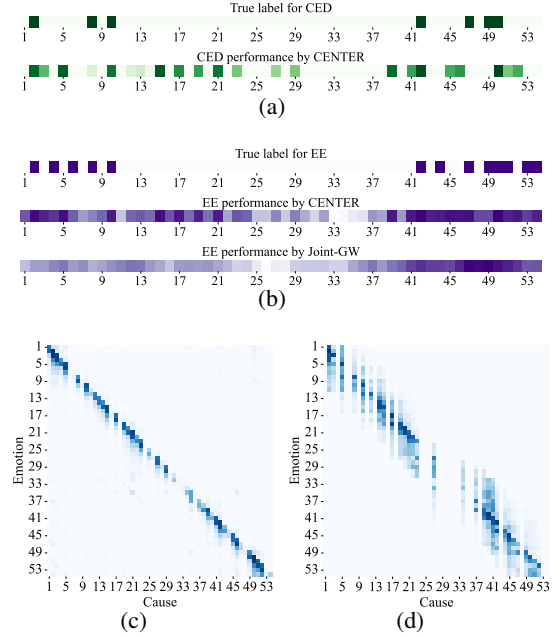 True label for CED
1 5 9 13 17 21 25 29 33 37 41 45 49 53
CED performance by CENTER
1 5 9 13 17 21 25 29 33 37 41 45 49 53
(a)
True label for EE
1 5 9 13 17 21 25 29 33 37 41 45 49 53
EE performance by CENTER
1 5 9 13 17 21 25 29 33 37 41 45 49 53
EE performance by Joint-GW
1 5 9 13 17 21 25 29 33 37 41 45 49 53
(b)
Emotion
1
5
9
13
17
21
25
29
33
37
41
45
49
53
1 5 9 13 17 21 25 29 33 37 41 45 49 53
Cause
(c)
Emotion
1
5
9
13
17
21
25
29
33
37
41
45
49
53
1 5 9 13 17 21 25 29 33 37 41 45 49 53
Cause
(d)